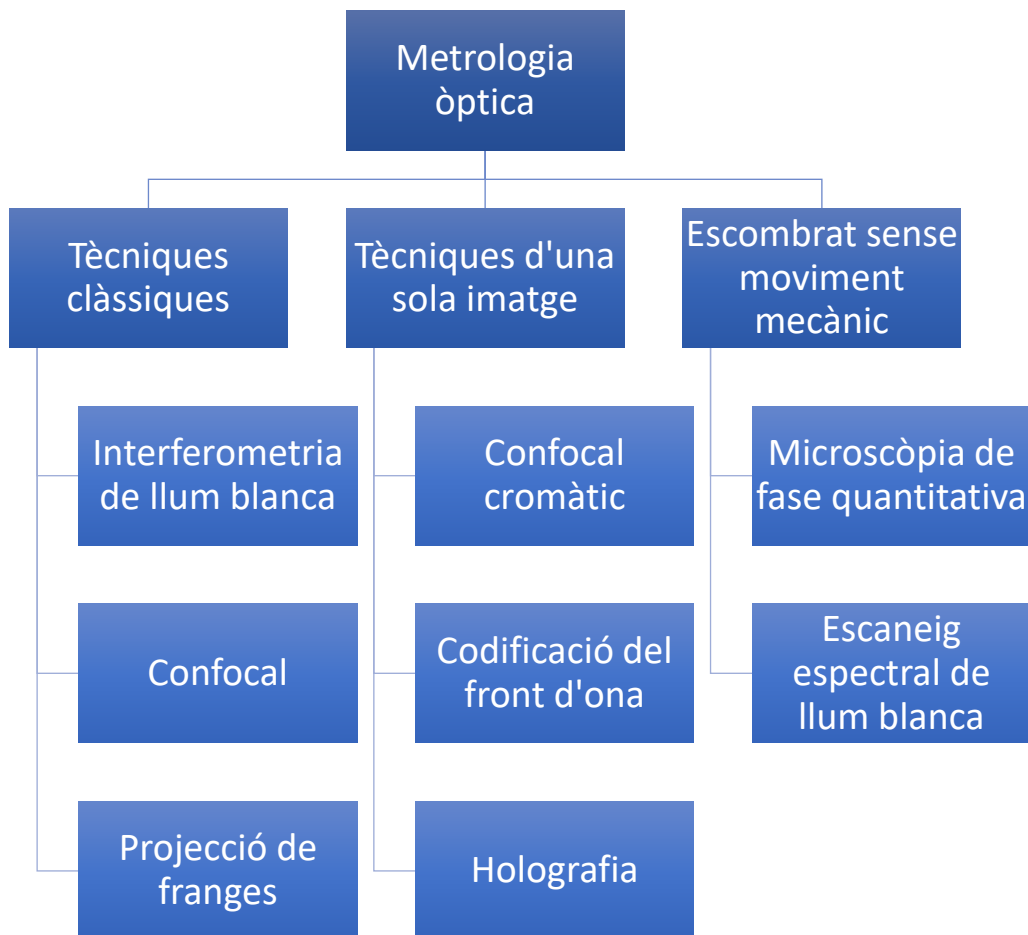 Metrologia
òptica
Tècniques
clàssiques
Tècniques d'una
sola imatge
Escombrat sense
moviment
mecànic
Interferometria
de llum blanca
Confocal
cromàtic
Microscòpia de
fase quantitativa
Confocal
Codificació del
front d'ona
Escaneig
espectral de
llum blanca
Projecció de
franges
Holografia